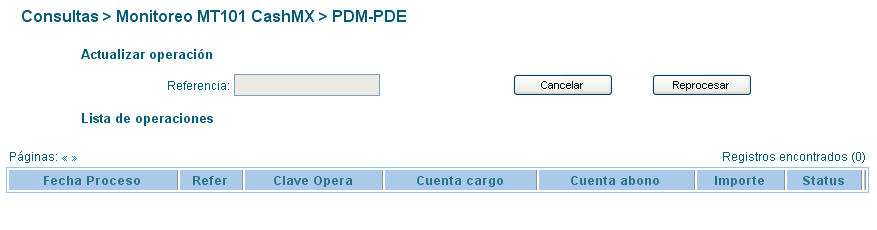 Consultas > Monitoreo MT101 CashMX > PDM-PDE
Actualizar operación
Referencia: Cancelar Reprocesar
Lista de operaciones
Páginas: « » Registros encontrados (0)
Fecha Proceso Refer Clave Opera Cuenta cargo Cuenta abono Importe Status